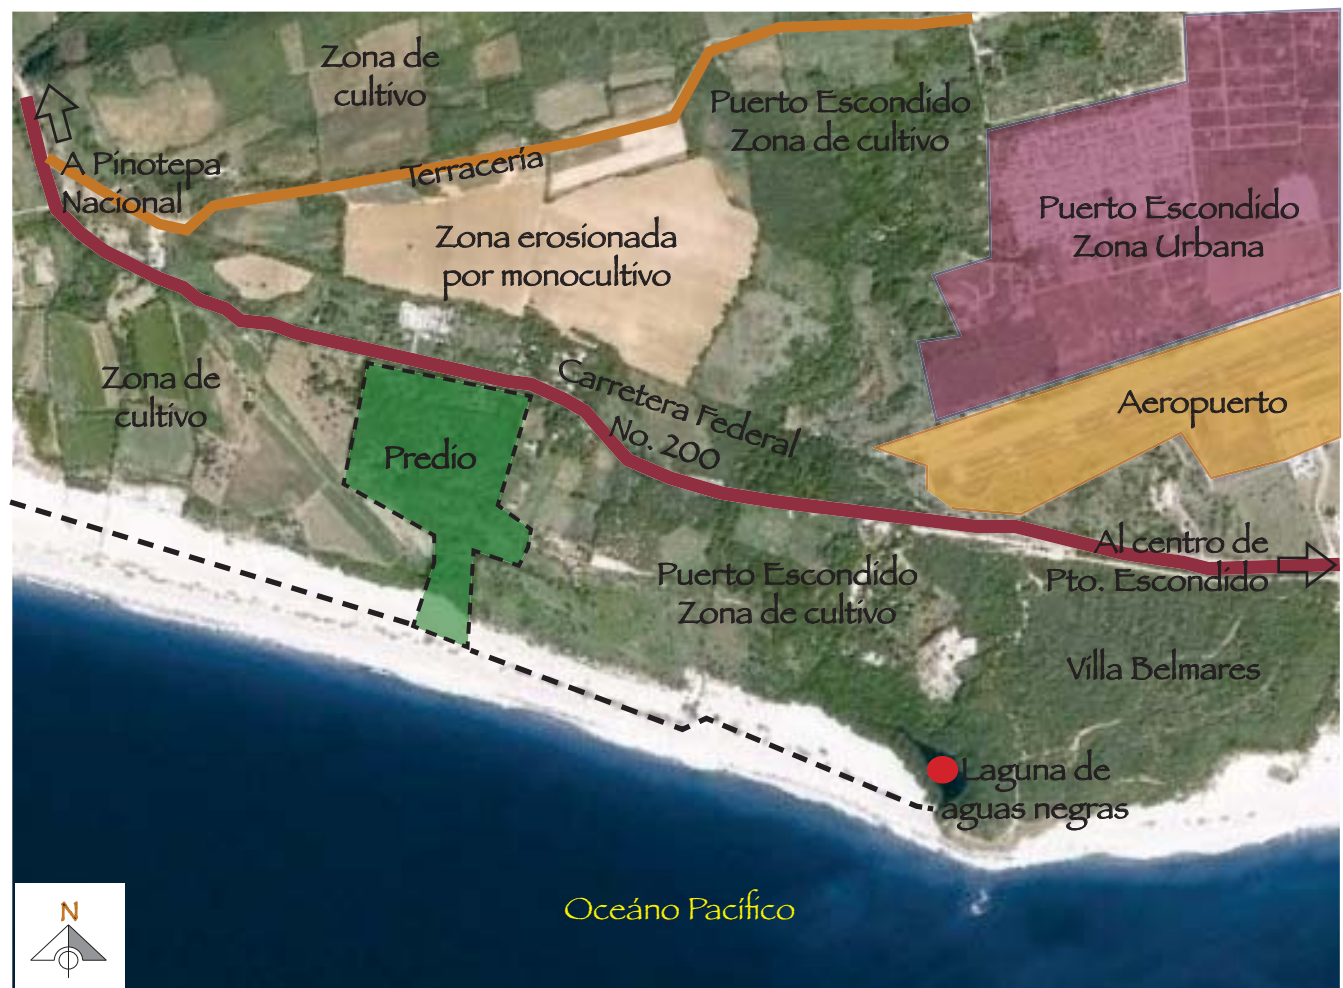 Zona de
cultivo
Puerto Escondido
Zona de cultivo
A Pinotepa
Nacional
Terracería
Puerto Escondido
Zona Urbana
Zona erosionada
por monocultivo
Zona de
cultivo
Carretera Federal
No. 200
Aeropuerto
Predio
Al centro de
Pto. Escondido
Puerto Escondido
Zona de cultivo
Villa Belmares
Laguna de
aguas negras
Oceáno Pacífico
N